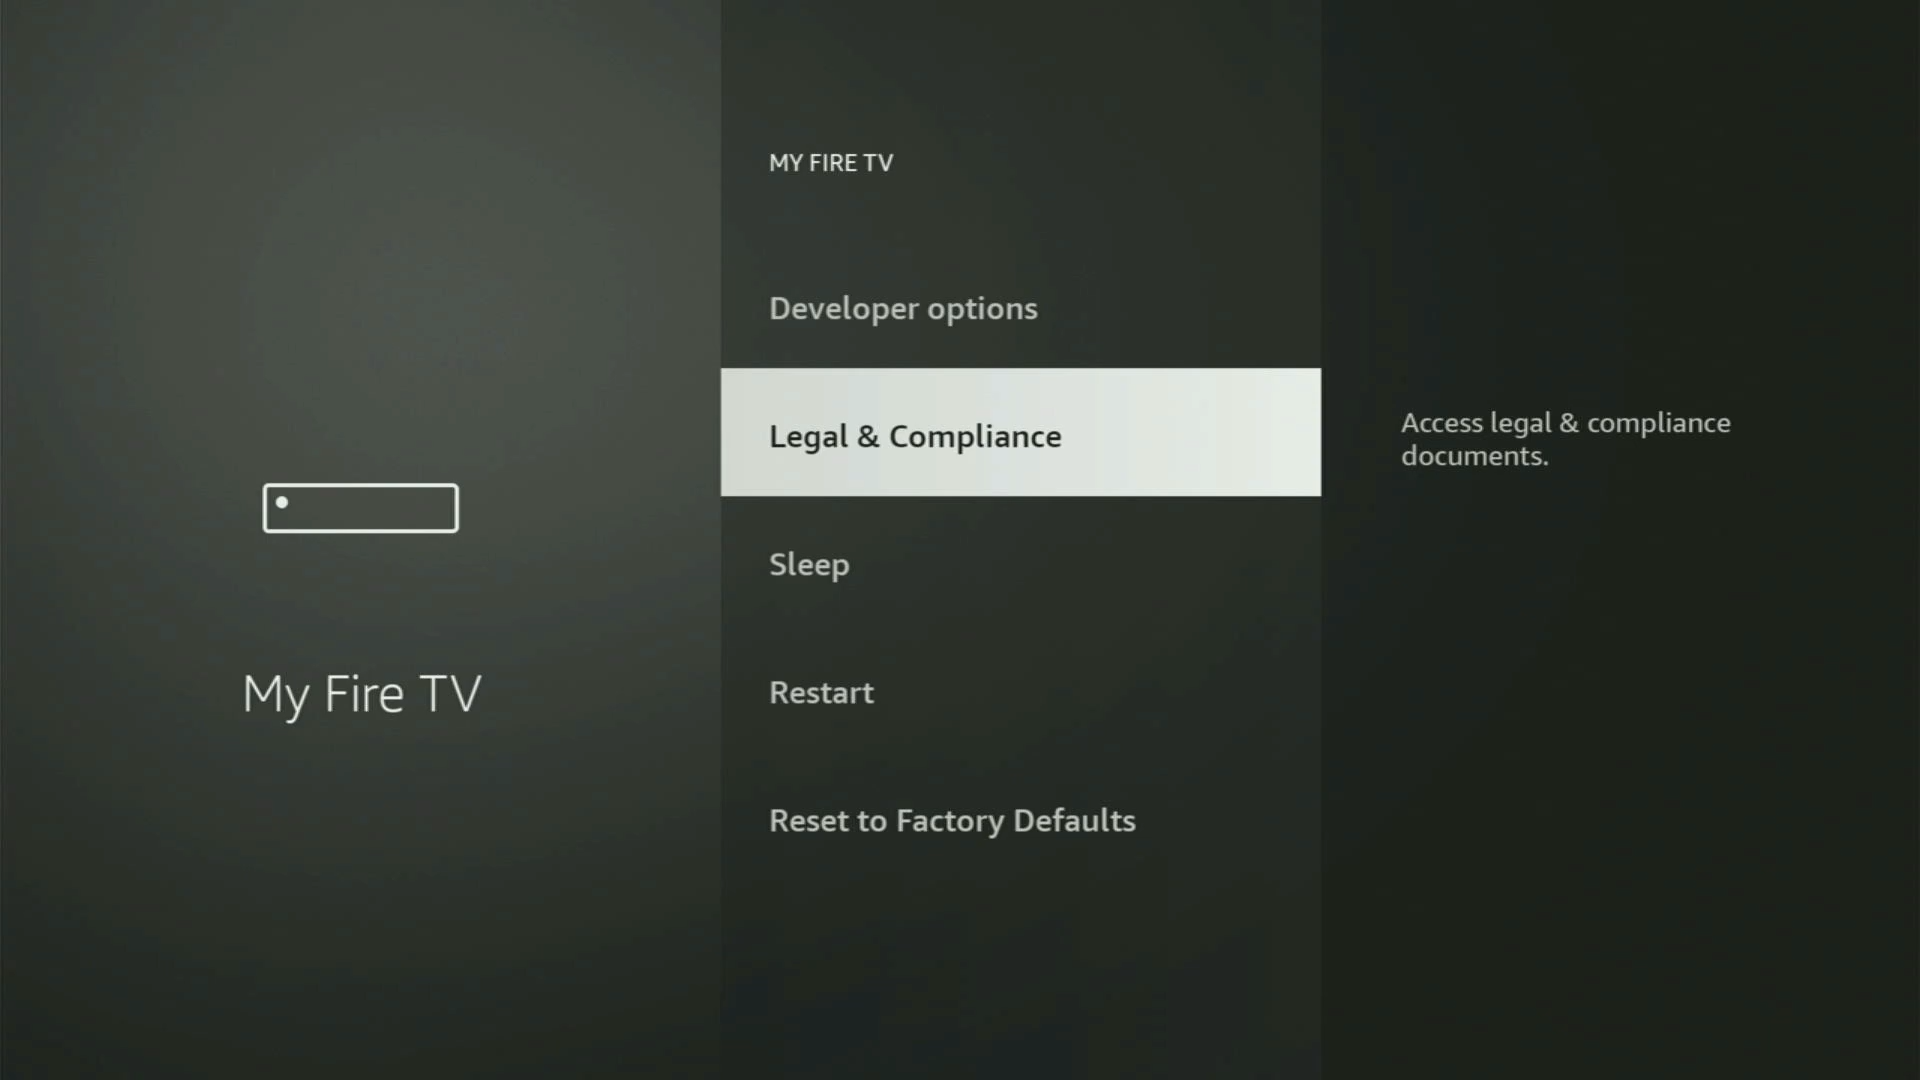 MY FIRE TV
Developer options
Legal & Compliance
Access legal & compliance
documents.
Sleep
Restart
My Fire TV
Reset to Factory Defaults